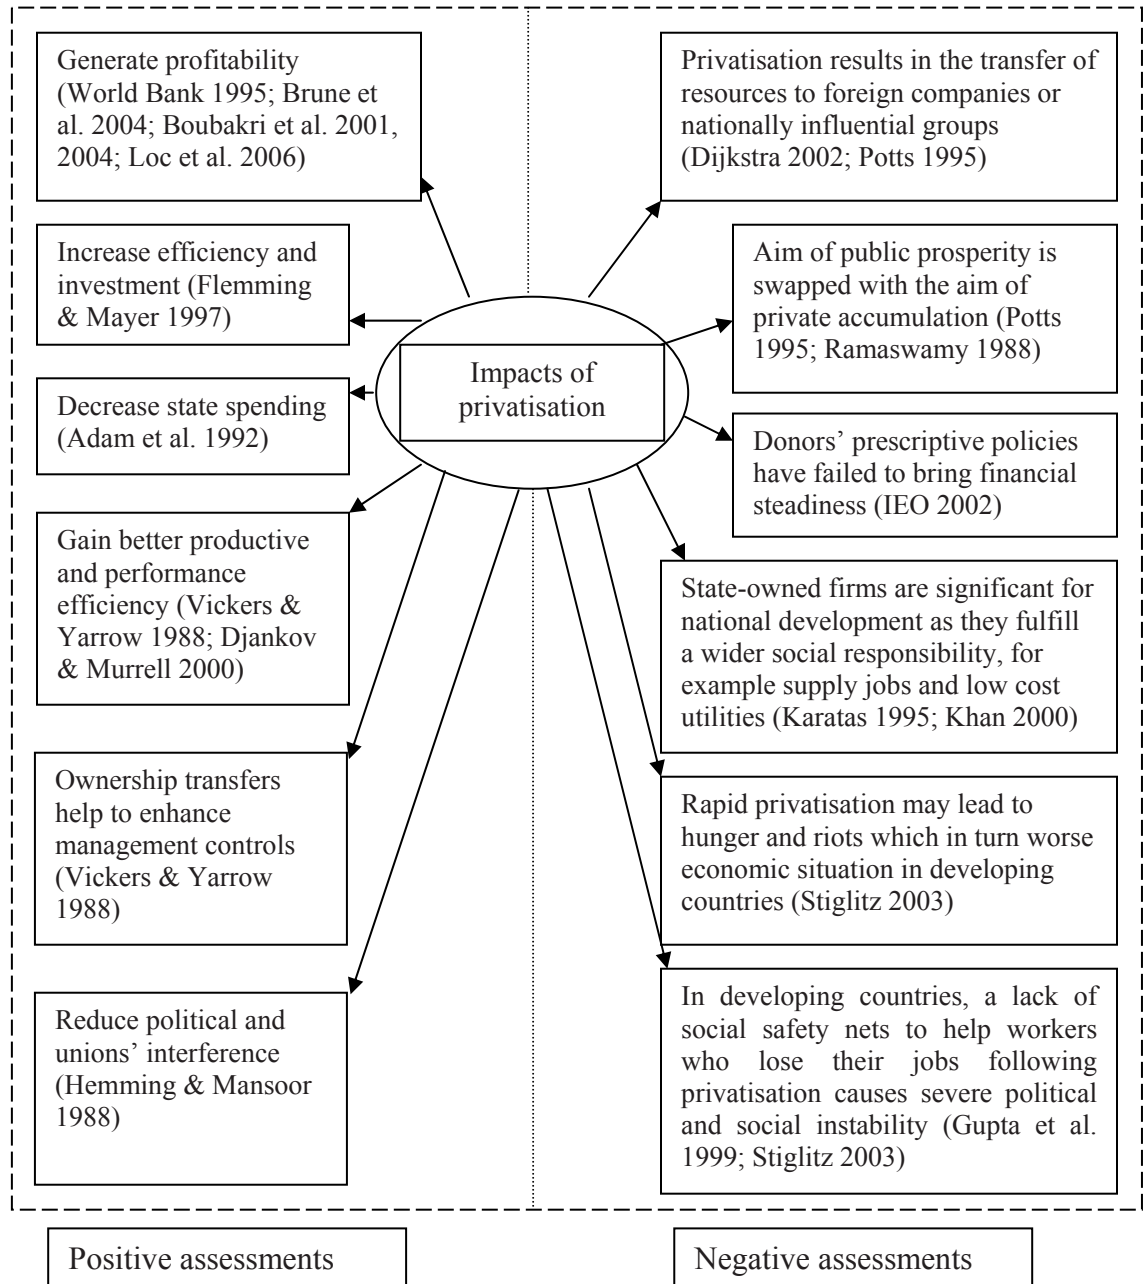 Generate profitability
(World Bank 1995; Brune et
al. 2004; Boubakri et al. 2001,
2004; Loc et al. 2006)
Increase efficiency and
investment (Flemming
& Mayer 1997)
Decrease state spending
(Adam et al. 1992)
Gain better productive
and performance
efficiency (Vickers &
Yarrow 1988; Djankov
& Murrell 2000)
Ownership transfers
help to enhance
management controls
(Vickers & Yarrow
1988)
Reduce political and
unions’ interference
(Hemming & Mansoor
1988)
Impacts of
privatisation
Privatisation results in the transfer of
resources to foreign companies or
nationally influential groups
(Dijkstra 2002; Potts 1995)
Aim of public prosperity is
swapped with the aim of
private accumulation (Potts
1995; Ramaswamy 1988)
Donors’ prescriptive policies
have failed to bring financial
steadiness (IEO 2002)
State-owned firms are significant for
national development as they fulfill
a wider social responsibility, for
example supply jobs and low cost
utilities (Karatas 1995; Khan 2000)
Rapid privatisation may lead to
hunger and riots which in turn worse
economic situation in developing
countries (Stiglitz 2003)
In developing countries, a lack of
social safety nets to help workers
who lose their jobs following
privatisation causes severe political
and social instability (Gupta et al.
1999; Stiglitz 2003)
Positive assessments
Negative assessments